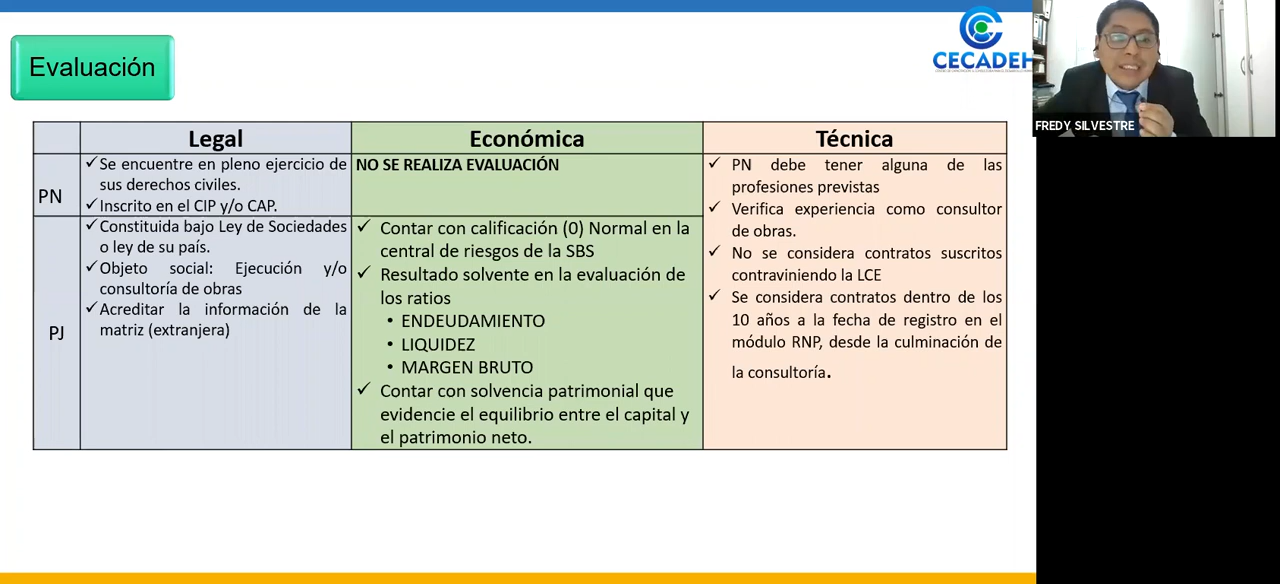 Evaluación
CECADEH
FREDY SILVESTRE
Legal
Económica
Técnica
PN
✓Se encuentre en pleno ejercicio de
sus derechos civiles.
✓Inscrito en el CIP y/o CAP.
NO SE REALIZA EVALUACIÓN
PJ
✓Constituida bajo Ley de Sociedades
o ley de su país.
✓Objeto social: Ejecución y/o
consultoría de obras
✓Acreditar la información de la
matriz (extranjera)
✓ Contar con calificación (0) Normal en la
central de riesgos de la SBS
✓ Resultado solvente en la evaluación de
los ratios
• ENDEUDAMIENTO
• LIQUIDEZ
• MARGEN BRUTO
✓ Contar con solvencia patrimonial que
evidencie el equilibrio entre el capital y
el patrimonio neto.
✓ PN debe tener alguna de las
profesiones previstas
✓ Verifica experiencia como consultor
de obras.
✓ No se considera contratos suscritos
contraviniendo la LCE
✓ Se considera contratos dentro de los
10 años a la fecha de registro en el
módulo RNP, desde la culminación de
la consultoría.